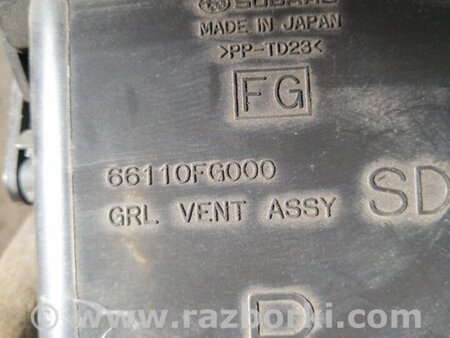 SUBARU
MADE IN JAPAN
>PP-TD23<
FG
66110FG000
GRL VENT ASSY
SD
D
www.razborki.com